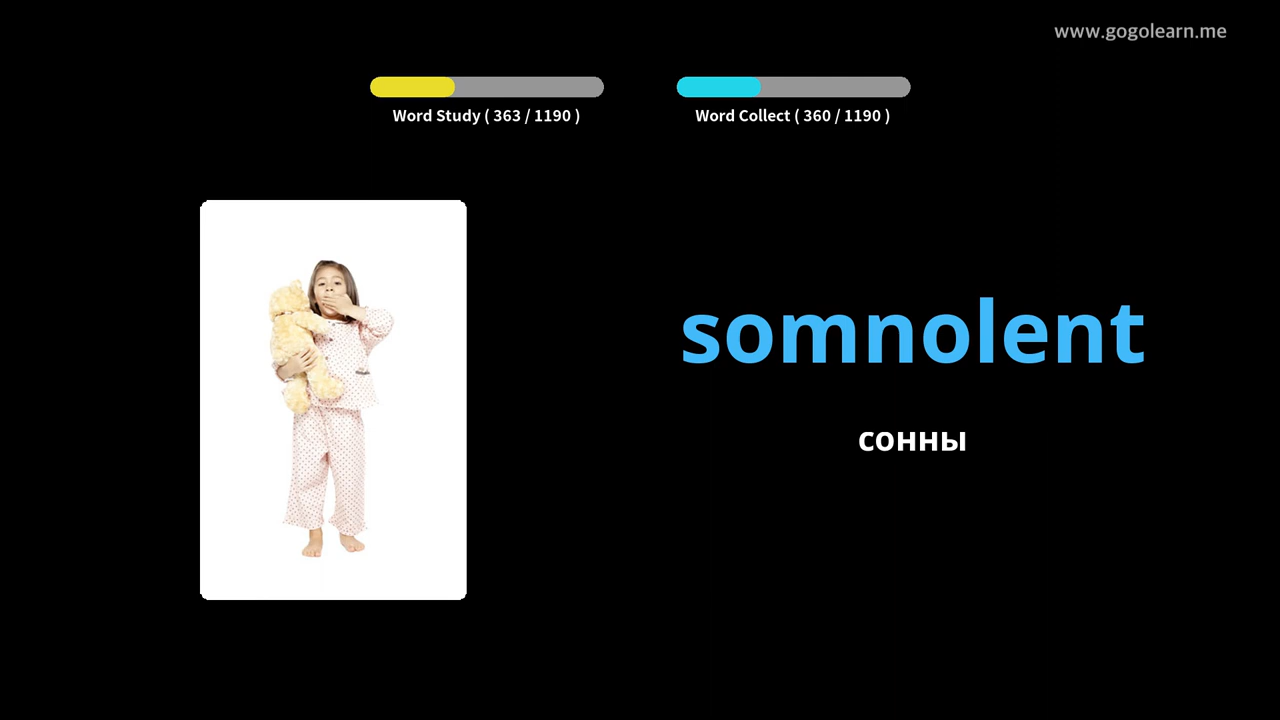 www.gogolearn.me
Word Study ( 363 / 1190 )
Word Collect ( 360 / 1190 )
somnolent
сонны